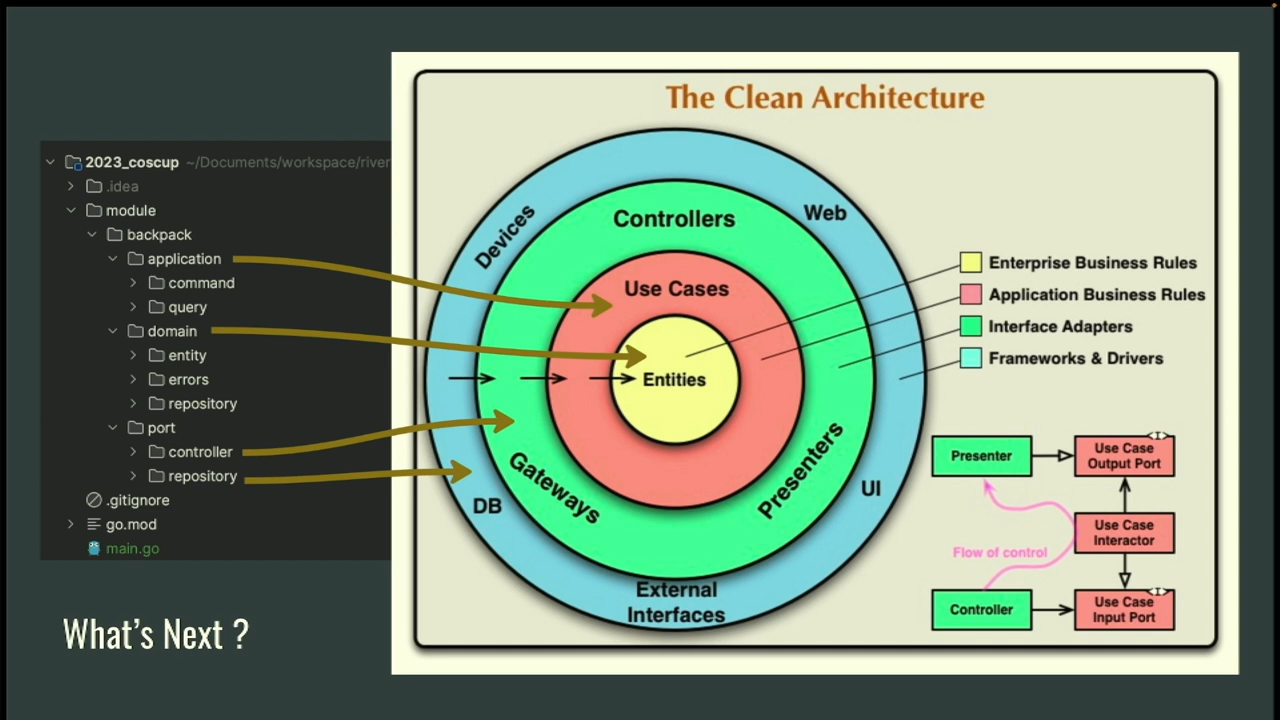 2023_coscup ~/Documents/workspace/river
.idea
module
backpack
application
command
query
domain
entity
errors
repository
port
controller
repository
.gitignore
go.mod
main.go
What's Next ?
The Clean Architecture
Devices
Controllers
Web
Use Cases
Entities
Gateways
Presenters
DB
UI
External
Interfaces
Enterprise Business Rules
Application Business Rules
Interface Adapters
Frameworks & Drivers
Presenter
Use Case
Output Port
Use Case
Interactor
Flow of control
Controller
Use Case
Input Port